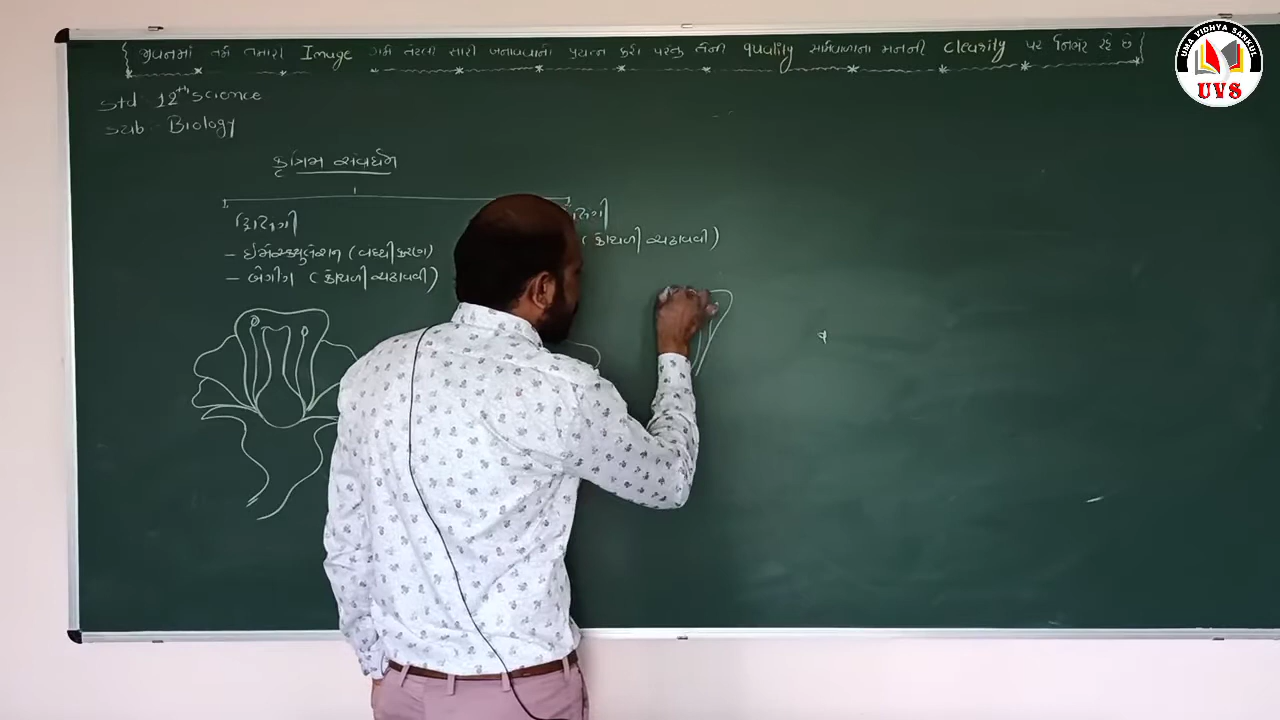 { જીવનમાં તમે તમારી Image ગમે તેટલી સારી બનાવવાનો પ્રયત્ન કરો પરંતુ તેની quality સામેવાળાના મનની clearity પર નિર્ભર રહે છે }
UMA VIDHYA SANKUL
UVS
Std 12th Science
Sub - Biology
કૃત્રિમ સંવર્ધન
દ્વિલિંગી
– ઈમેસ્ક્યુલેશન (વંધ્યીકરણ)
– બેગીંગ (કોથળી ચઢાવવી)
(કોથળી ચઢાવવી)